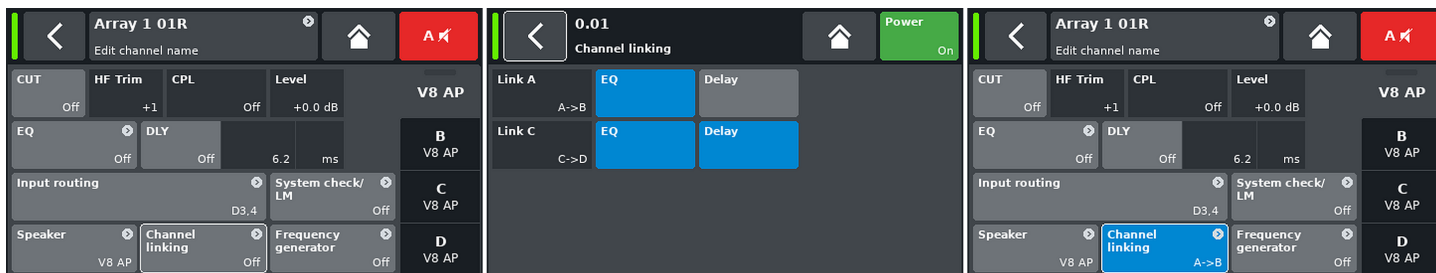 Array 1 01R
Edit channel name
A
CUT
Off
HF Trim
+1
CPL
Off
Level
+0.0 dB
V8 AP
EQ
Off
DLY
Off
6.2
ms
B
V8 AP
Input routing
D3,4
System check/
LM
Off
C
V8 AP
Speaker
V8 AP
Channel
linking
Off
Frequency
generator
Off
D
V8 AP
0.01
Channel linking
Power
On
Link A
A->B
EQ
Delay
Link C
C->D
EQ
Delay
Array 1 01R
Edit channel name
A
CUT
Off
HF Trim
+1
CPL
Off
Level
+0.0 dB
V8 AP
EQ
Off
DLY
Off
6.2
ms
B
V8 AP
Input routing
D3,4
System check/
LM
Off
C
V8 AP
Speaker
V8 AP
Channel
linking
A->B
Frequency
generator
Off
D
V8 AP